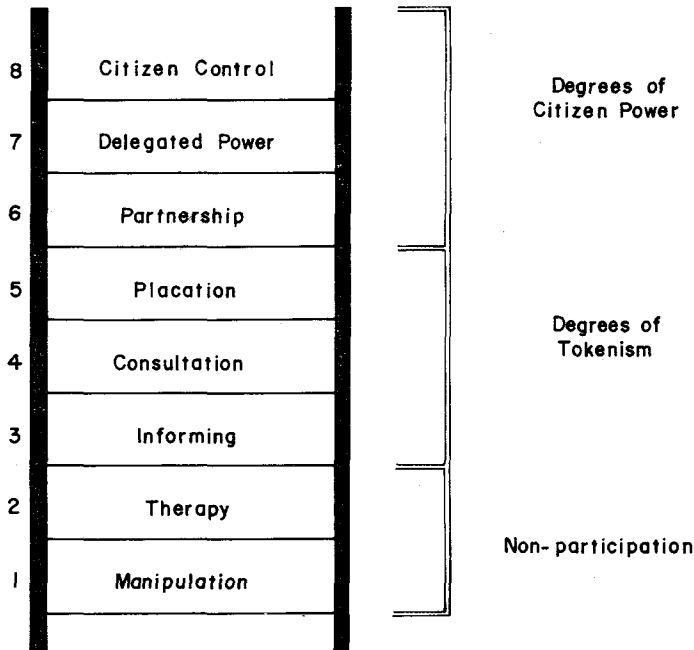 8 Citizen Control
7 Delegated Power
6 Partnership
5 Placation
4 Consultation
3 Informing
2 Therapy
1 Manipulation
Degrees of
Citizen Power
Degrees of
Tokenism
Non-participation